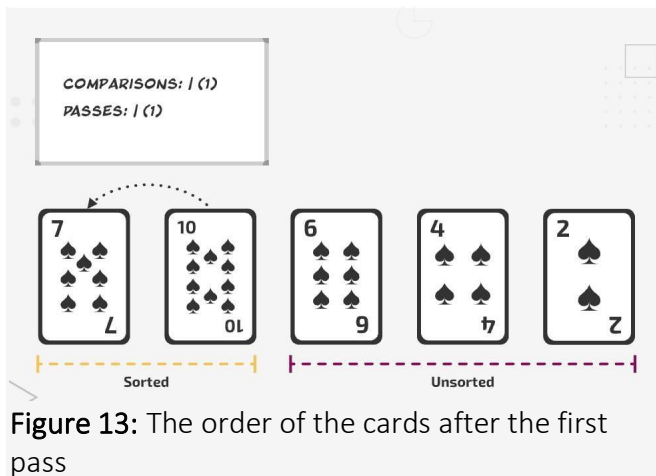 COMPARISONS: | (1)
PASSES: | (1)
7 10 6 4 2
7 10 6 4 2
Sorted Unsorted
Figure 13: The order of the cards after the first
pass